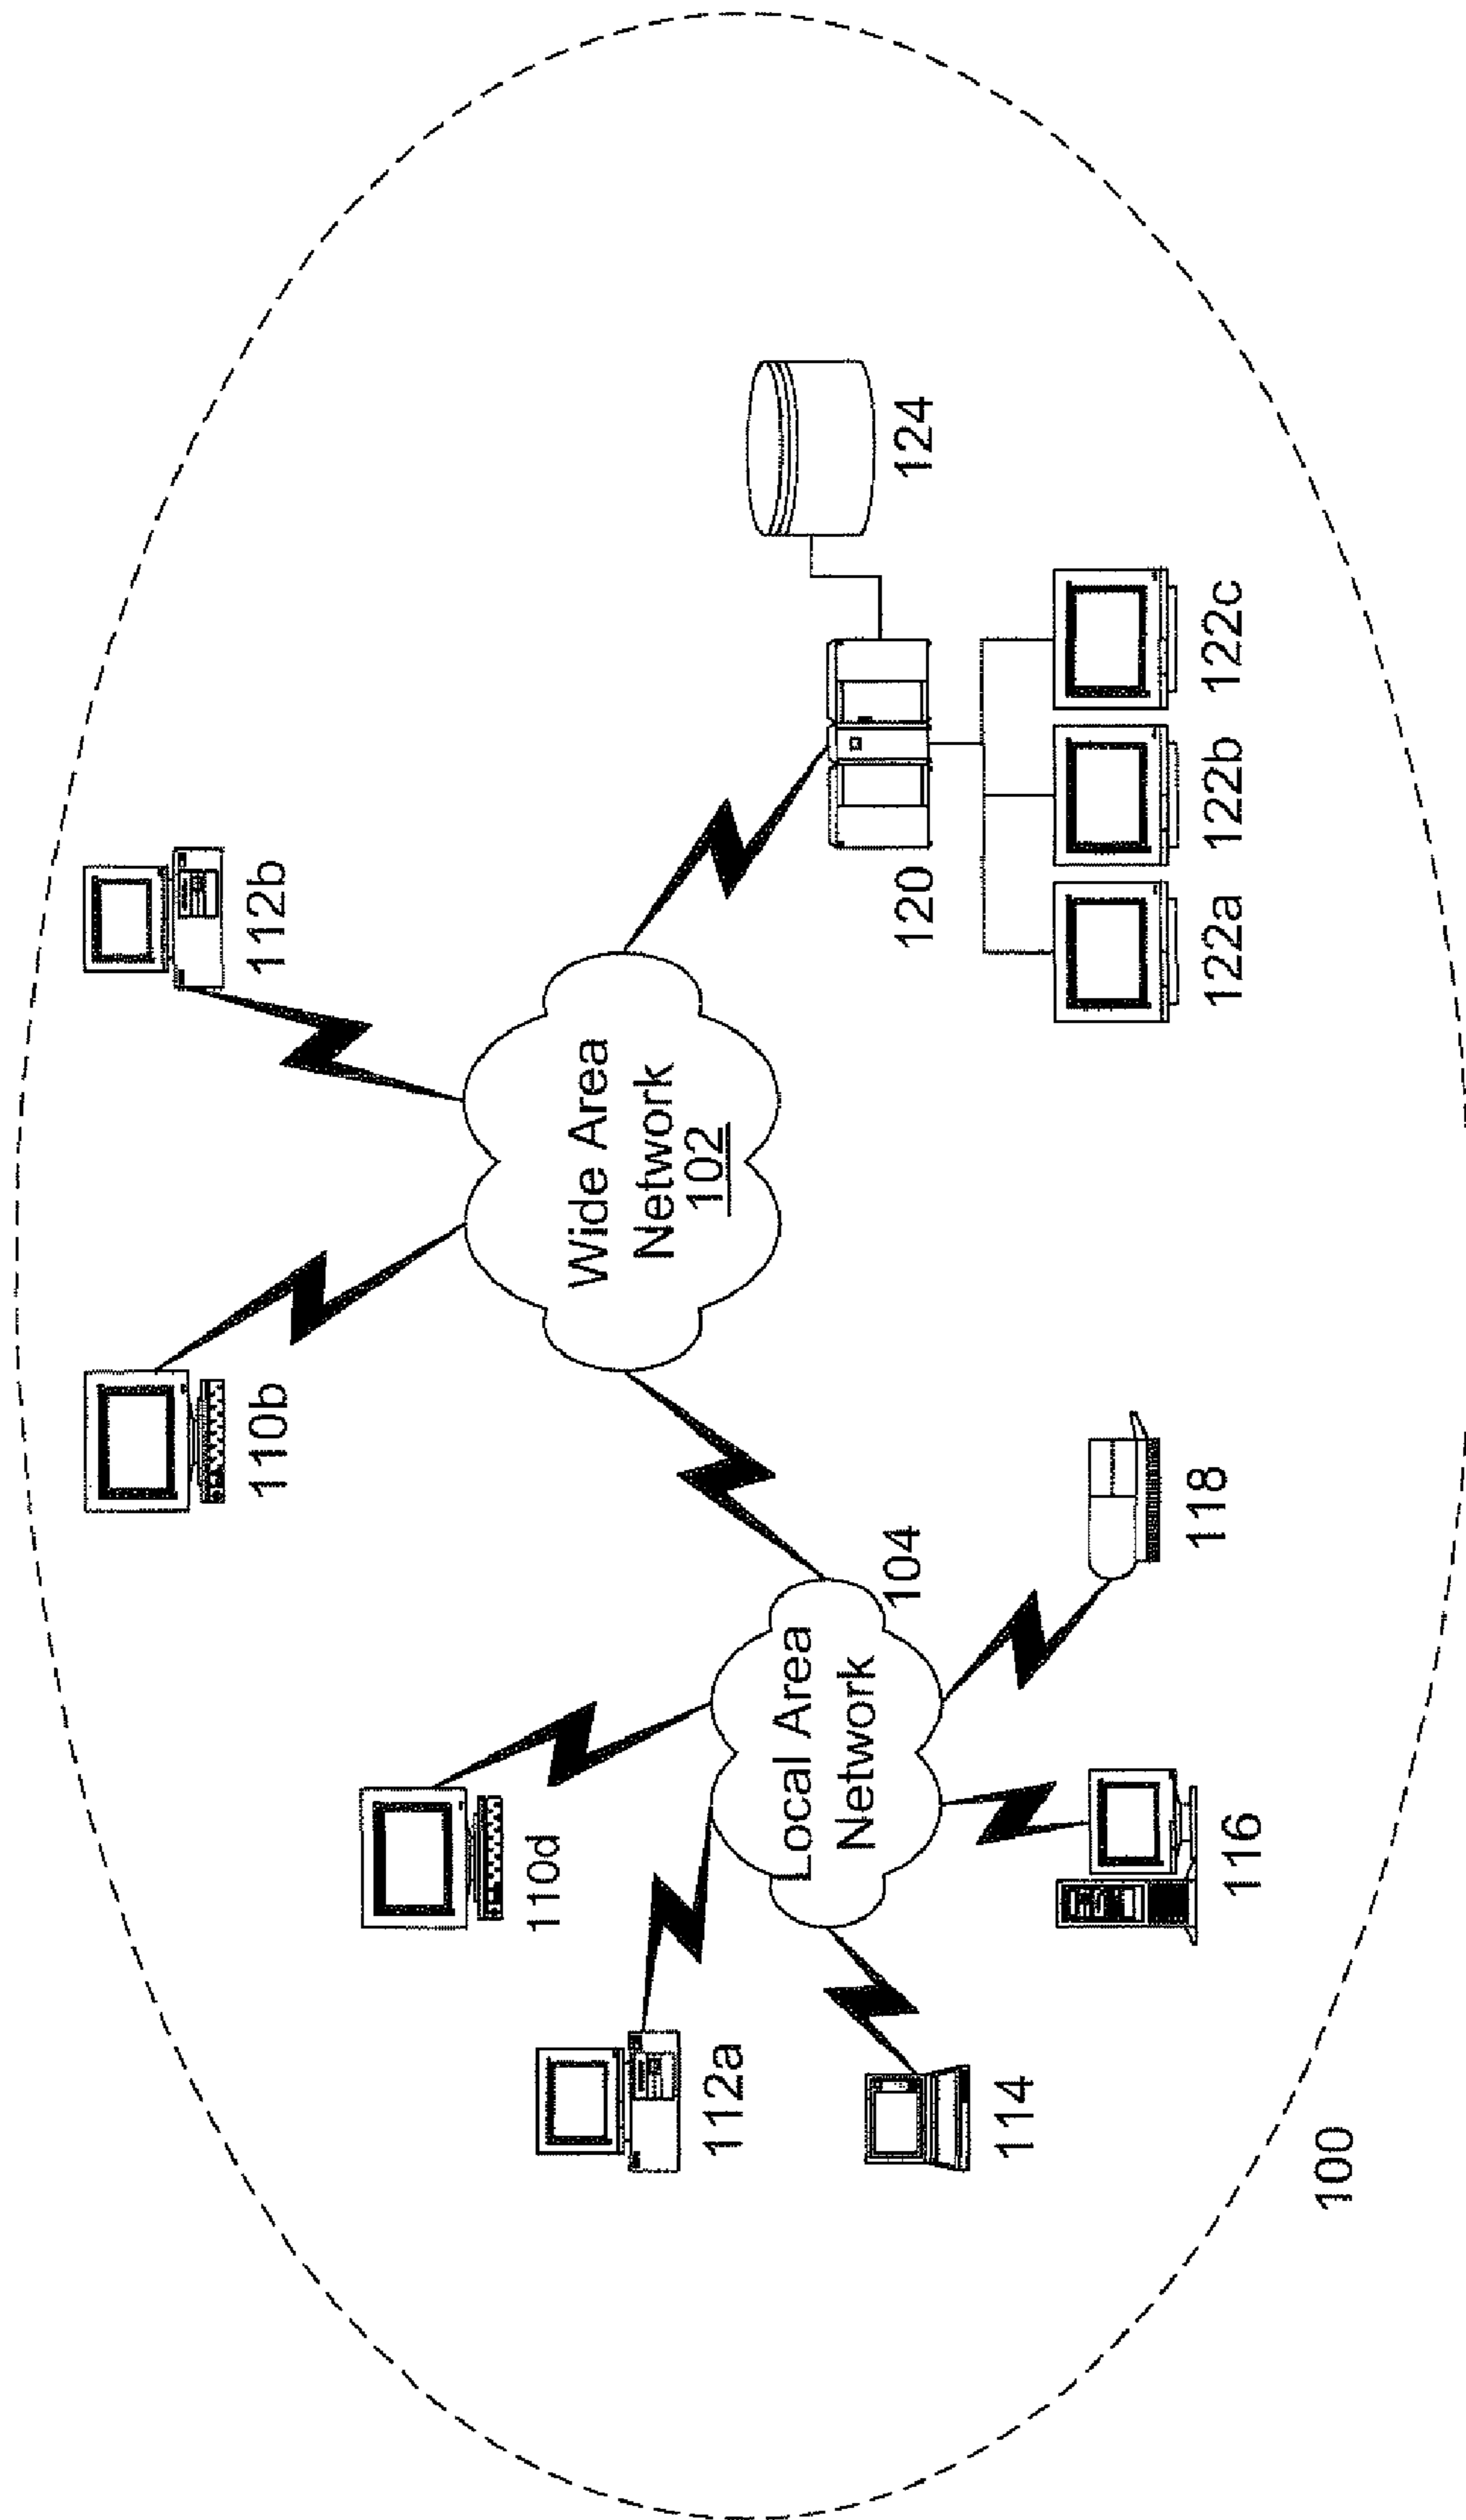 110b
112b
110d
112a
Wide Area
Network
102
Local Area
Network
104
114
116
118
120
124
122a
122b
122c
100